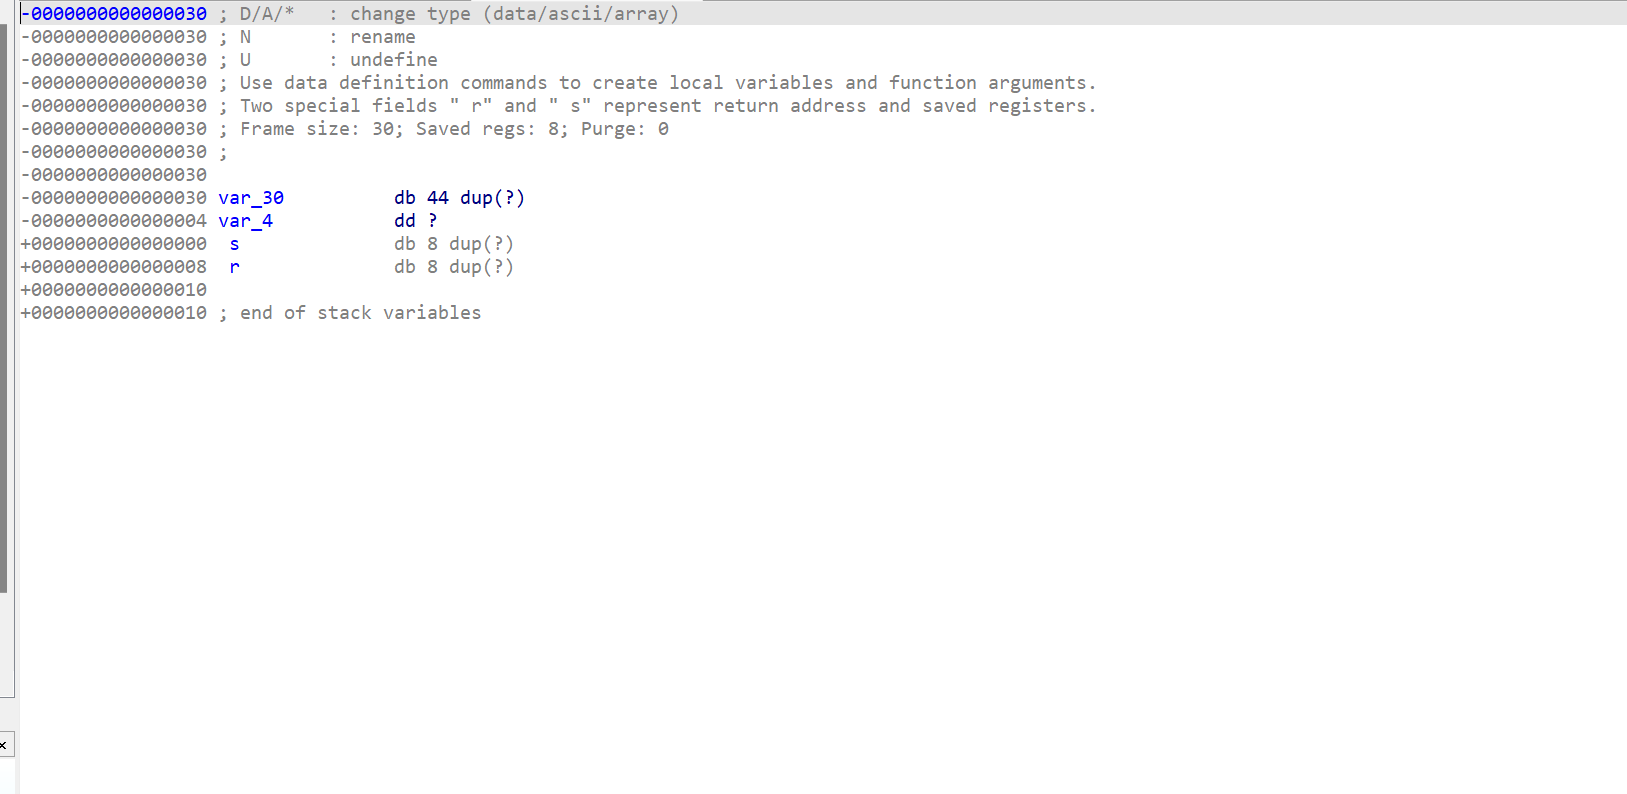 -0000000000000030 ; D/A/*   : change type (data/ascii/array)
-0000000000000030 ; N       : rename
-0000000000000030 ; U       : undefine
-0000000000000030 ; Use data definition commands to create local variables and function arguments.
-0000000000000030 ; Two special fields " r" and " s" represent return address and saved registers.
-0000000000000030 ; Frame size: 30; Saved regs: 8; Purge: 0
-0000000000000030 ;
-0000000000000030
-0000000000000030 var_30          db 44 dup(?)
-0000000000000004 var_4           dd ?
+0000000000000000  s              db 8 dup(?)
+0000000000000008  r              db 8 dup(?)
+0000000000000010
+0000000000000010 ; end of stack variables